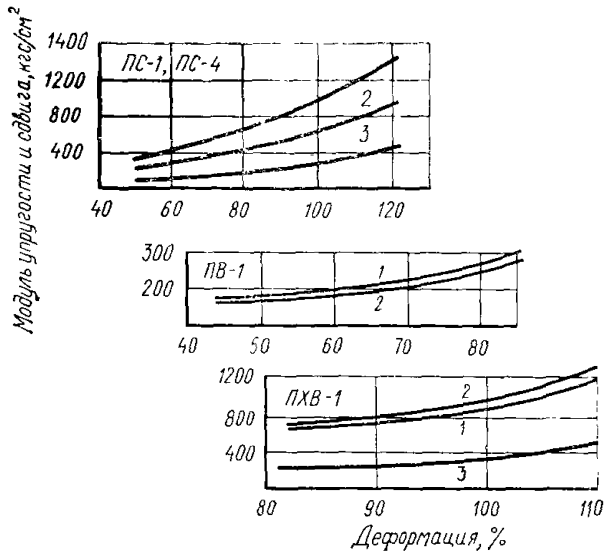 Модуль упругости и сдвига, кгс/см²
1400
1200
800
400
ПС-1, ПС-4
2
3
40 60 80 100 120
300
200
ПВ-1
1
2
40 50 60 70 80
1200
800
400
ПХВ-1
2
1
3
80 90 100 110
Деформация, %